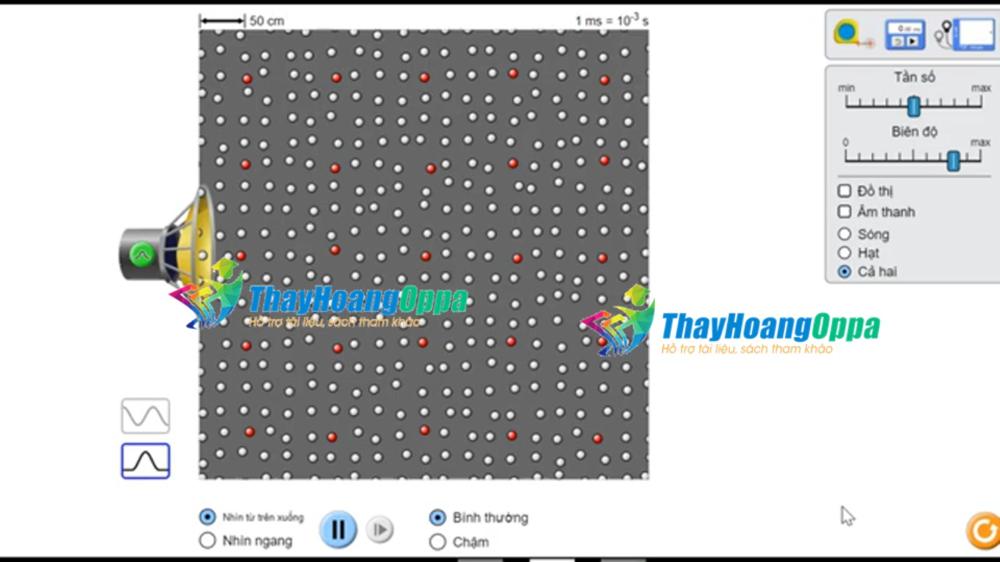 50 cm
1 ms = 10⁻³ s
Tần số
min
max
Biên độ
0
max
Đồ thị
Âm thanh
Sóng
Hạt
Cả hai
ThayHoangOppa
Hỗ trợ tài liệu, sách tham khảo
ThayHoangOppa
Hỗ trợ tài liệu, sách tham khảo
Nhìn từ trên xuống
Nhìn ngang
Bình thường
Chậm